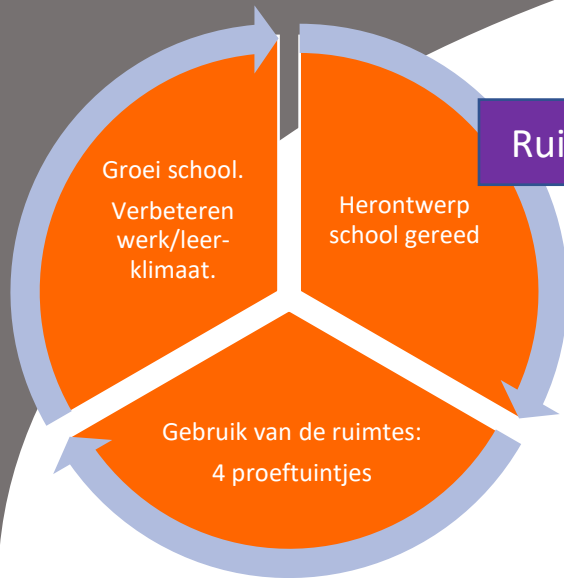 Groei school.
Verbeteren
werk/leer-
klimaat.
Herontwerp
school gereed
Gebruik van de ruimtes:
4 proeftuintjes